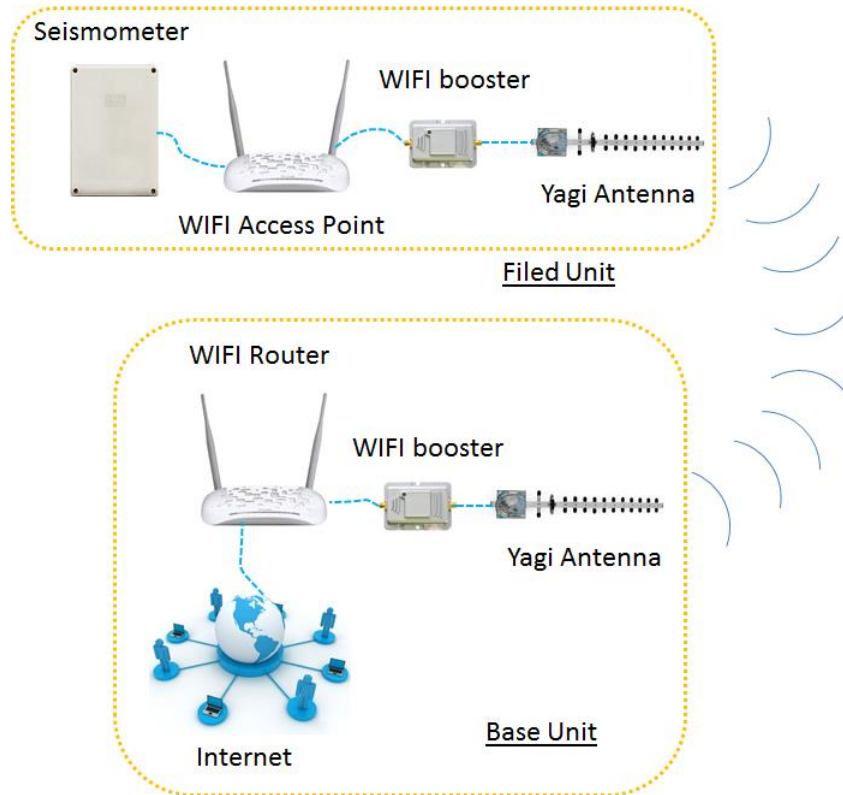 Seismometer
WIFI booster
WIFI Access Point
Yagi Antenna
Filed Unit
WIFI Router
WIFI booster
Yagi Antenna
Internet
Base Unit